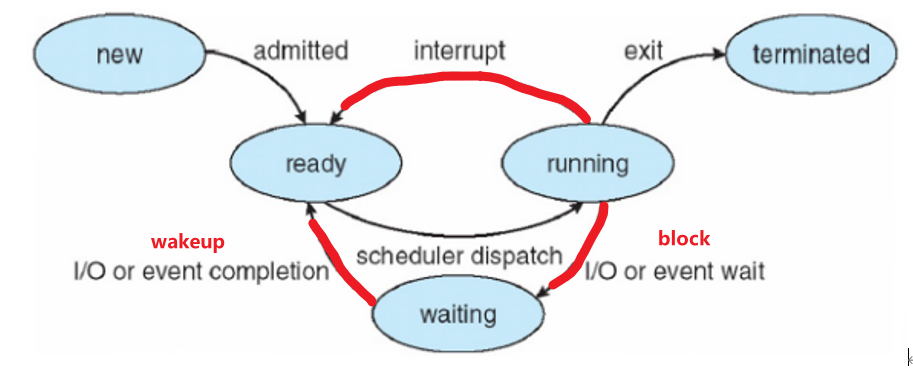 new
admitted
interrupt
exit
terminated
ready
running
wakeup
I/O or event completion
scheduler dispatch
block
I/O or event wait
waiting